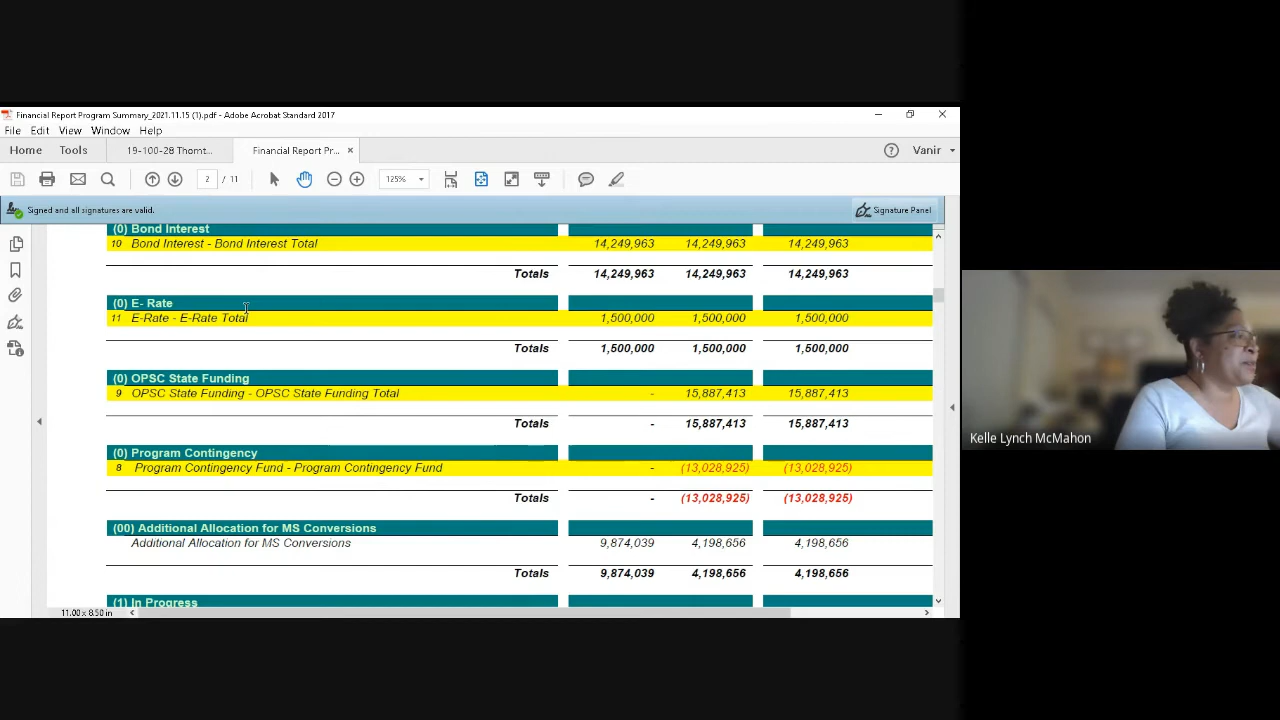 Financial Report Program Summary_2021.11.15 (1).pdf - Adobe Acrobat Standard 2017
File Edit View Window Help
Home Tools 19-100-28 Thornt... Financial Report Pr... × Vanir
2 / 11 125%
Signed and all signatures are valid. Signature Panel
(0) Bond Interest
10 Bond Interest - Bond Interest Total 14,249,963 14,249,963 14,249,963
Totals 14,249,963 14,249,963 14,249,963
(0) E- Rate
11 E-Rate - E-Rate Total 1,500,000 1,500,000 1,500,000
Totals 1,500,000 1,500,000 1,500,000
(0) OPSC State Funding
9 OPSC State Funding - OPSC State Funding Total - 15,887,413 15,887,413
Totals - 15,887,413 15,887,413
(0) Program Contingency
8 Program Contingency Fund - Program Contingency Fund - (13,028,925) (13,028,925)
Totals - (13,028,925) (13,028,925)
(00) Additional Allocation for MS Conversions
Additional Allocation for MS Conversions 9,874,039 4,198,656 4,198,656
Totals 9,874,039 4,198,656 4,198,656
(1) In Progress
11.00 x 8.50 in
Kelle Lynch McMahon